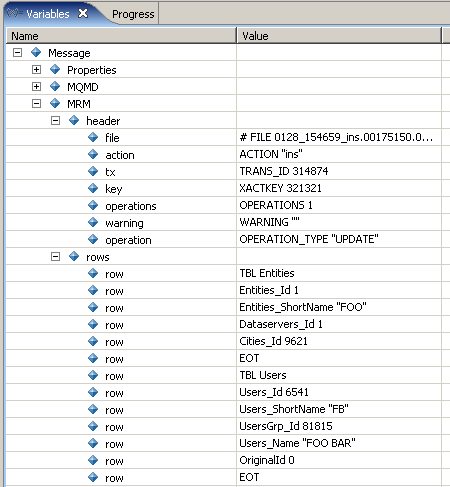 Variables Progress
Name Value
Message
Properties
MQMD
MRM
header
file # FILE 0128_154659_ins.00175150.0...
action ACTION "ins"
tx TRANS_ID 314874
key XACTKEY 321321
operations OPERATIONS 1
warning WARNING ""
operation OPERATION_TYPE "UPDATE"
rows
row TBL Entities
row Entities_Id 1
row Entities_ShortName "FOO"
row Dataservers_Id 1
row Cities_Id 9621
row EOT
row TBL Users
row Users_Id 6541
row Users_ShortName "FB"
row UsersGrp_Id 81815
row Users_Name "FOO BAR"
row OriginalId 0
row EOT